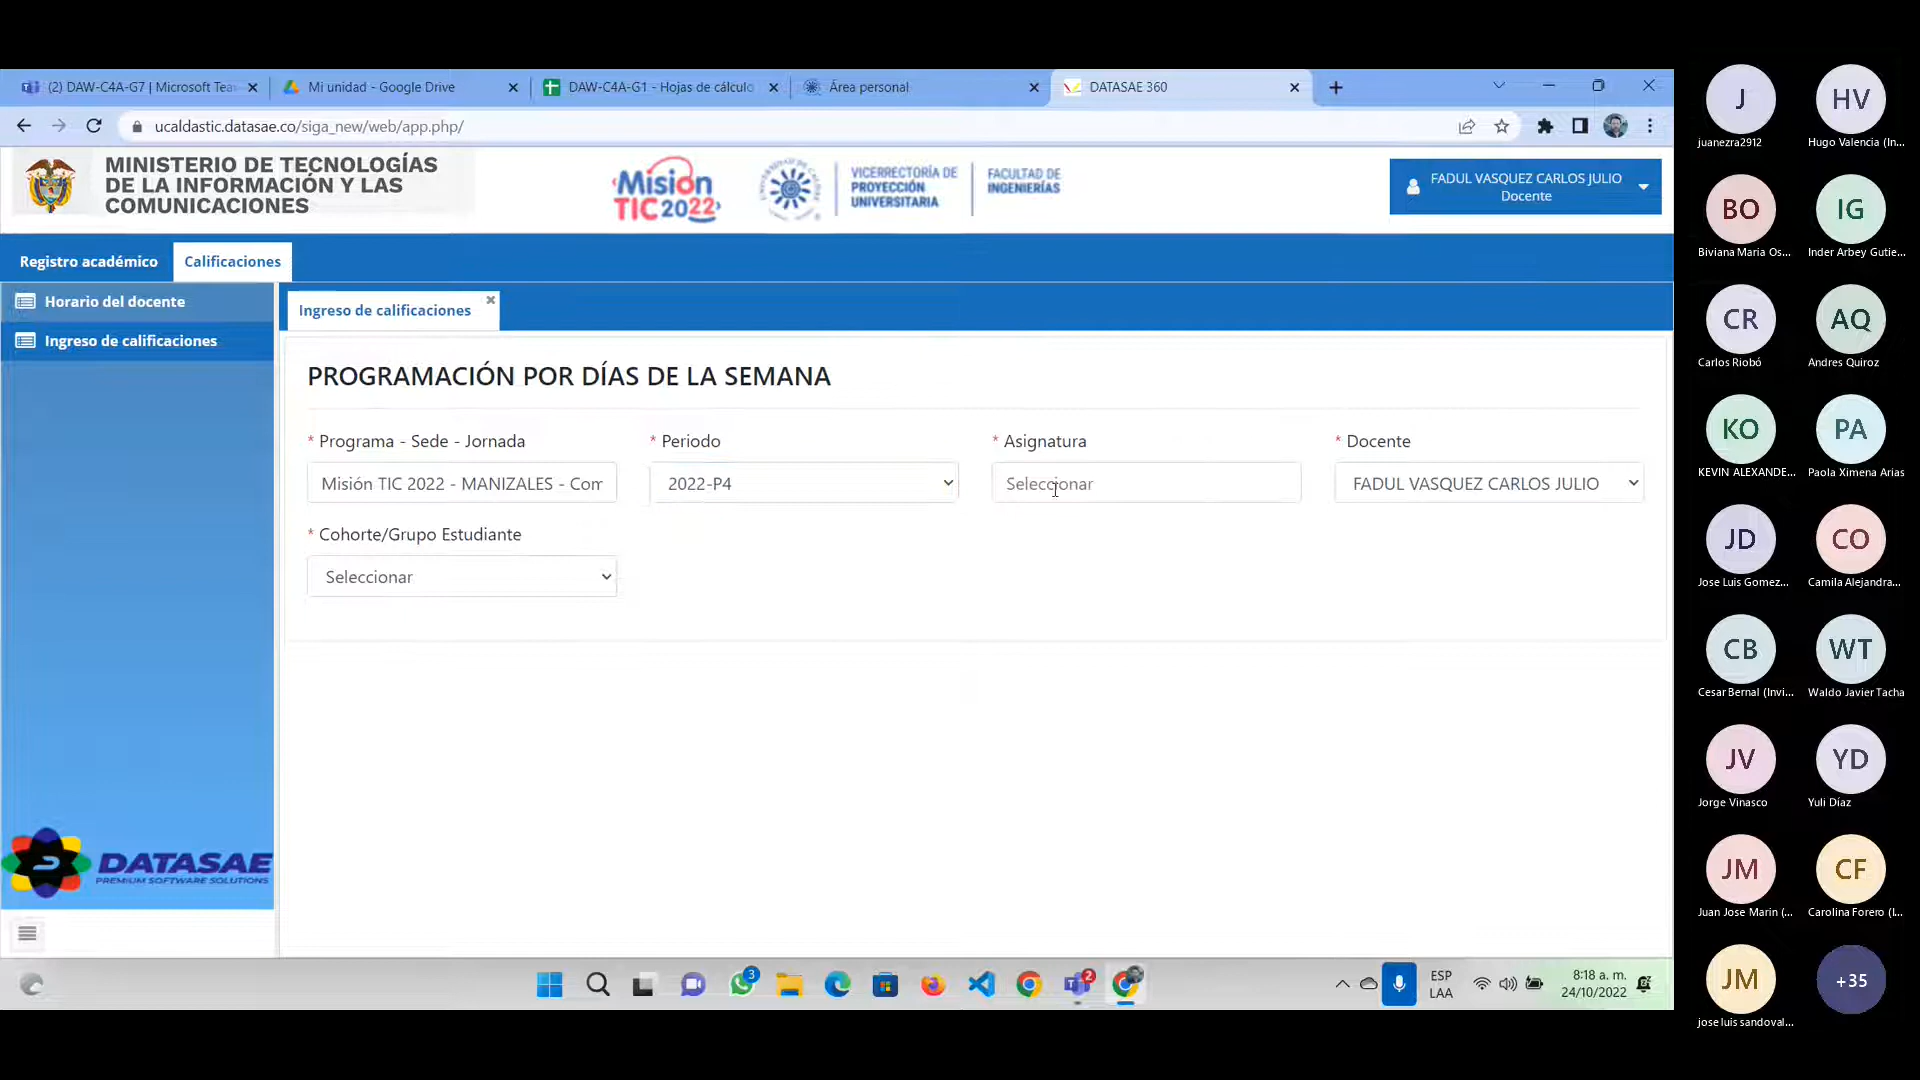 (2) DAW-C4A-G7 | Microsoft Tea
Mi unidad - Google Drive
DAW-C4A-G1 - Hojas de cálculo
Área personal
DATASAE 360
ucaldastic.datasae.co/siga_new/web/app.php/
MINISTERIO DE TECNOLOGÍAS
DE LA INFORMACIÓN Y LAS
COMUNICACIONES
Misión
TIC 2022
VICERRECTORÍA DE
PROYECCIÓN
UNIVERSITARIA
FACULTAD DE
INGENIERÍAS
FADUL VASQUEZ CARLOS JULIO
Docente
Registro académico
Calificaciones
Horario del docente
Ingreso de calificaciones
Ingreso de calificaciones
PROGRAMACIÓN POR DÍAS DE LA SEMANA
* Programa - Sede - Jornada
* Periodo
* Asignatura
* Docente
Misión TIC 2022 - MANIZALES - Com
2022-P4
Seleccionar
FADUL VASQUEZ CARLOS JULIO
* Cohorte/Grupo Estudiante
Seleccionar
DATASAE
PREMIUM SOFTWARE SOLUTIONS
3
2
ESP
LAA
8:18 a. m.
24/10/2022
J
HV
juanezra2912
Hugo Valencia (In...
BO
IG
Biviana Maria Os...
Inder Arbey Gutie...
CR
AQ
Carlos Riobó
Andres Quiroz
KO
PA
KEVIN ALEXANDE...
Paola Ximena Arias
JD
CO
Jose Luis Gomez...
Camila Alejandra...
CB
WT
Cesar Bernal (Invi...
Waldo Javier Tacha
JV
YD
Jorge Vinasco
Yuli Díaz
JM
CF
Juan Jose Marin (...
Carolina Forero (I...
JM
+35
jose luis sandoval...